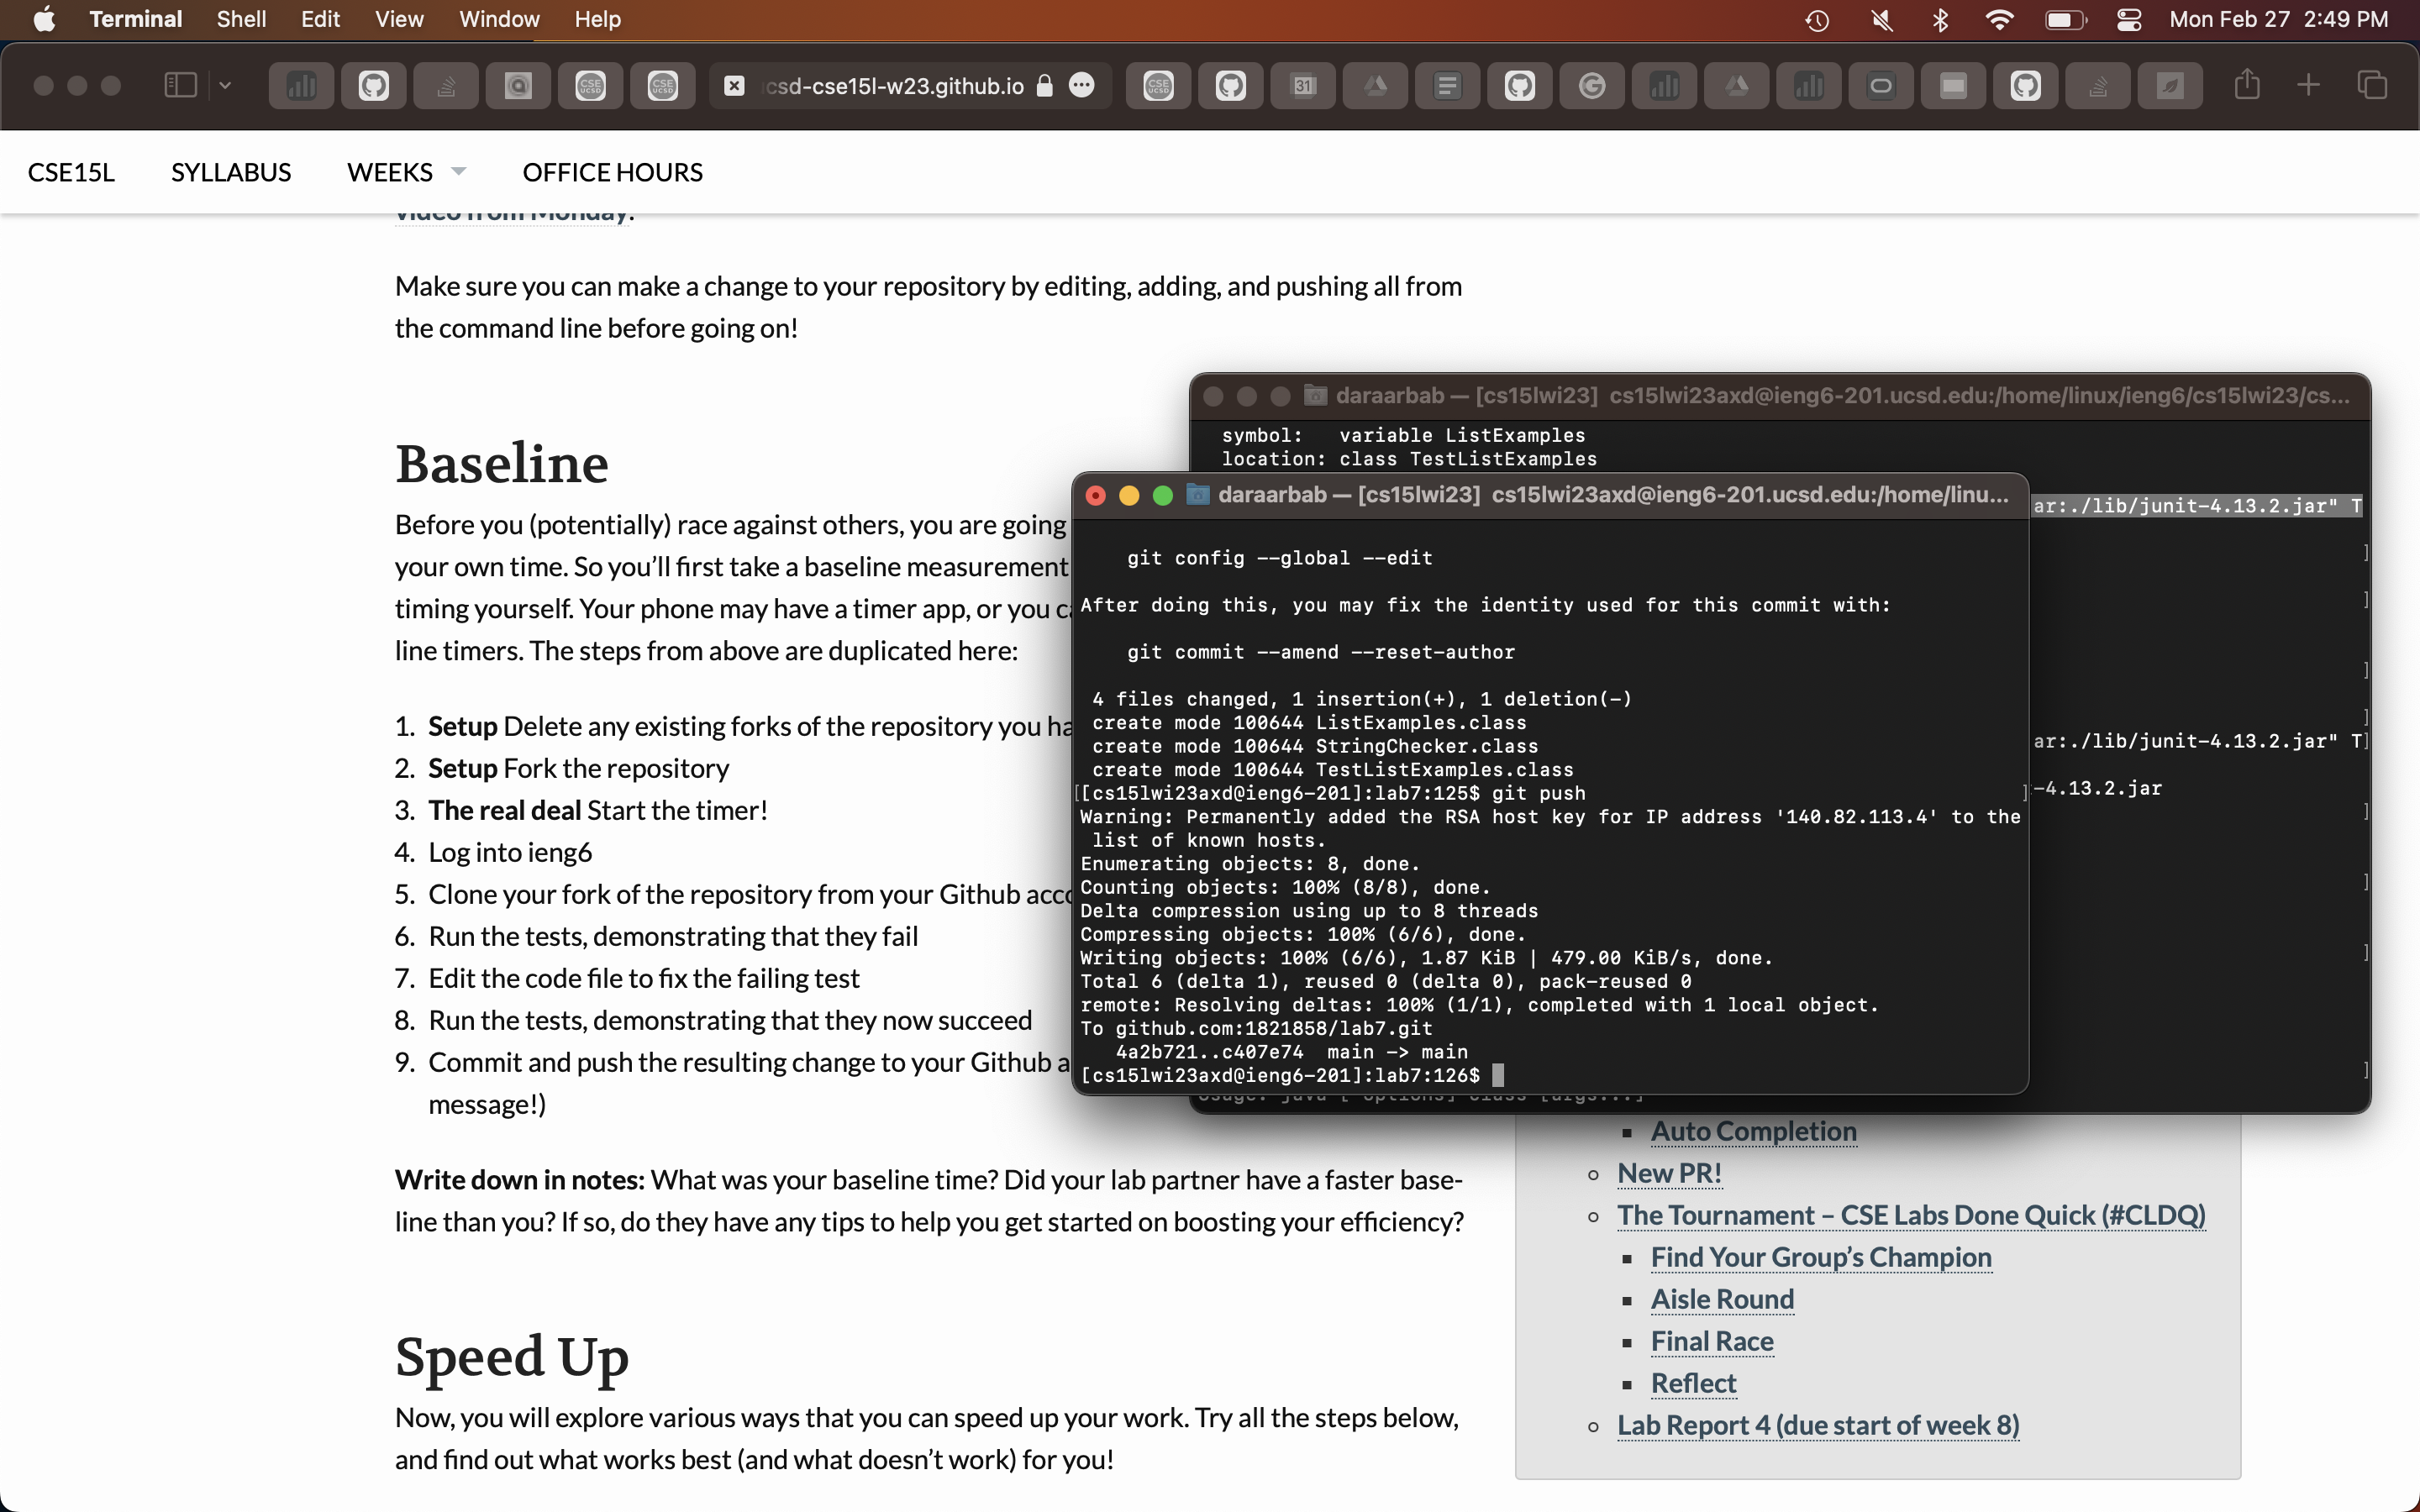 Terminal Shell Edit View Window Help Mon Feb 27 2:49 PM
csd-cse15l-w23.github.io
CSE15L SYLLABUS WEEKS OFFICE HOURS
video from Monday.
Make sure you can make a change to your repository by editing, adding, and pushing all from
the command line before going on!
Baseline
Before you (potentially) race against others, you are going
your own time. So you’ll first take a baseline measurement
timing yourself. Your phone may have a timer app, or you
line timers. The steps from above are duplicated here:
1. Setup Delete any existing forks of the repository you
2. Setup Fork the repository
3. The real deal Start the timer!
4. Log into ieng6
5. Clone your fork of the repository from your Github
6. Run the tests, demonstrating that they fail
7. Edit the code file to fix the failing test
8. Run the tests, demonstrating that they now succeed
9. Commit and push the resulting change to your Github
message!)
Write down in notes: What was your baseline time? Did your lab partner have a faster base-
line than you? If so, do they have any tips to help you get started on boosting your efficiency?
Speed Up
Now, you will explore various ways that you can speed up your work. Try all the steps below,
and find out what works best (and what doesn’t work) for you!
daraarbab — [cs15lwi23] cs15lwi23axd@ieng6-201.ucsd.edu:/home/linux/ieng6/cs15lwi23/cs...
symbol: variable ListExamples
location: class TestListExamples
ar:./lib/junit-4.13.2.jar" T
ar:./lib/junit-4.13.2.jar" T
-4.13.2.jar
Usage: java [ options] class [args...]
daraarbab — [cs15lwi23] cs15lwi23axd@ieng6-201.ucsd.edu:/home/linu...
git config --global --edit
After doing this, you may fix the identity used for this commit with:
git commit --amend --reset-author
4 files changed, 1 insertion(+), 1 deletion(-)
create mode 100644 ListExamples.class
create mode 100644 StringChecker.class
create mode 100644 TestListExamples.class
[cs15lwi23axd@ieng6-201]:lab7:125$ git push
Warning: Permanently added the RSA host key for IP address '140.82.113.4' to the
list of known hosts.
Enumerating objects: 8, done.
Counting objects: 100% (8/8), done.
Delta compression using up to 8 threads
Compressing objects: 100% (6/6), done.
Writing objects: 100% (6/6), 1.87 KiB | 479.00 KiB/s, done.
Total 6 (delta 1), reused 0 (delta 0), pack-reused 0
remote: Resolving deltas: 100% (1/1), completed with 1 local object.
To github.com:1821858/lab7.git
4a2b721..c407e74 main -> main
[cs15lwi23axd@ieng6-201]:lab7:126$
Auto Completion
New PR!
The Tournament – CSE Labs Done Quick (#CLDQ)
Find Your Group’s Champion
Aisle Round
Final Race
Reflect
Lab Report 4 (due start of week 8)